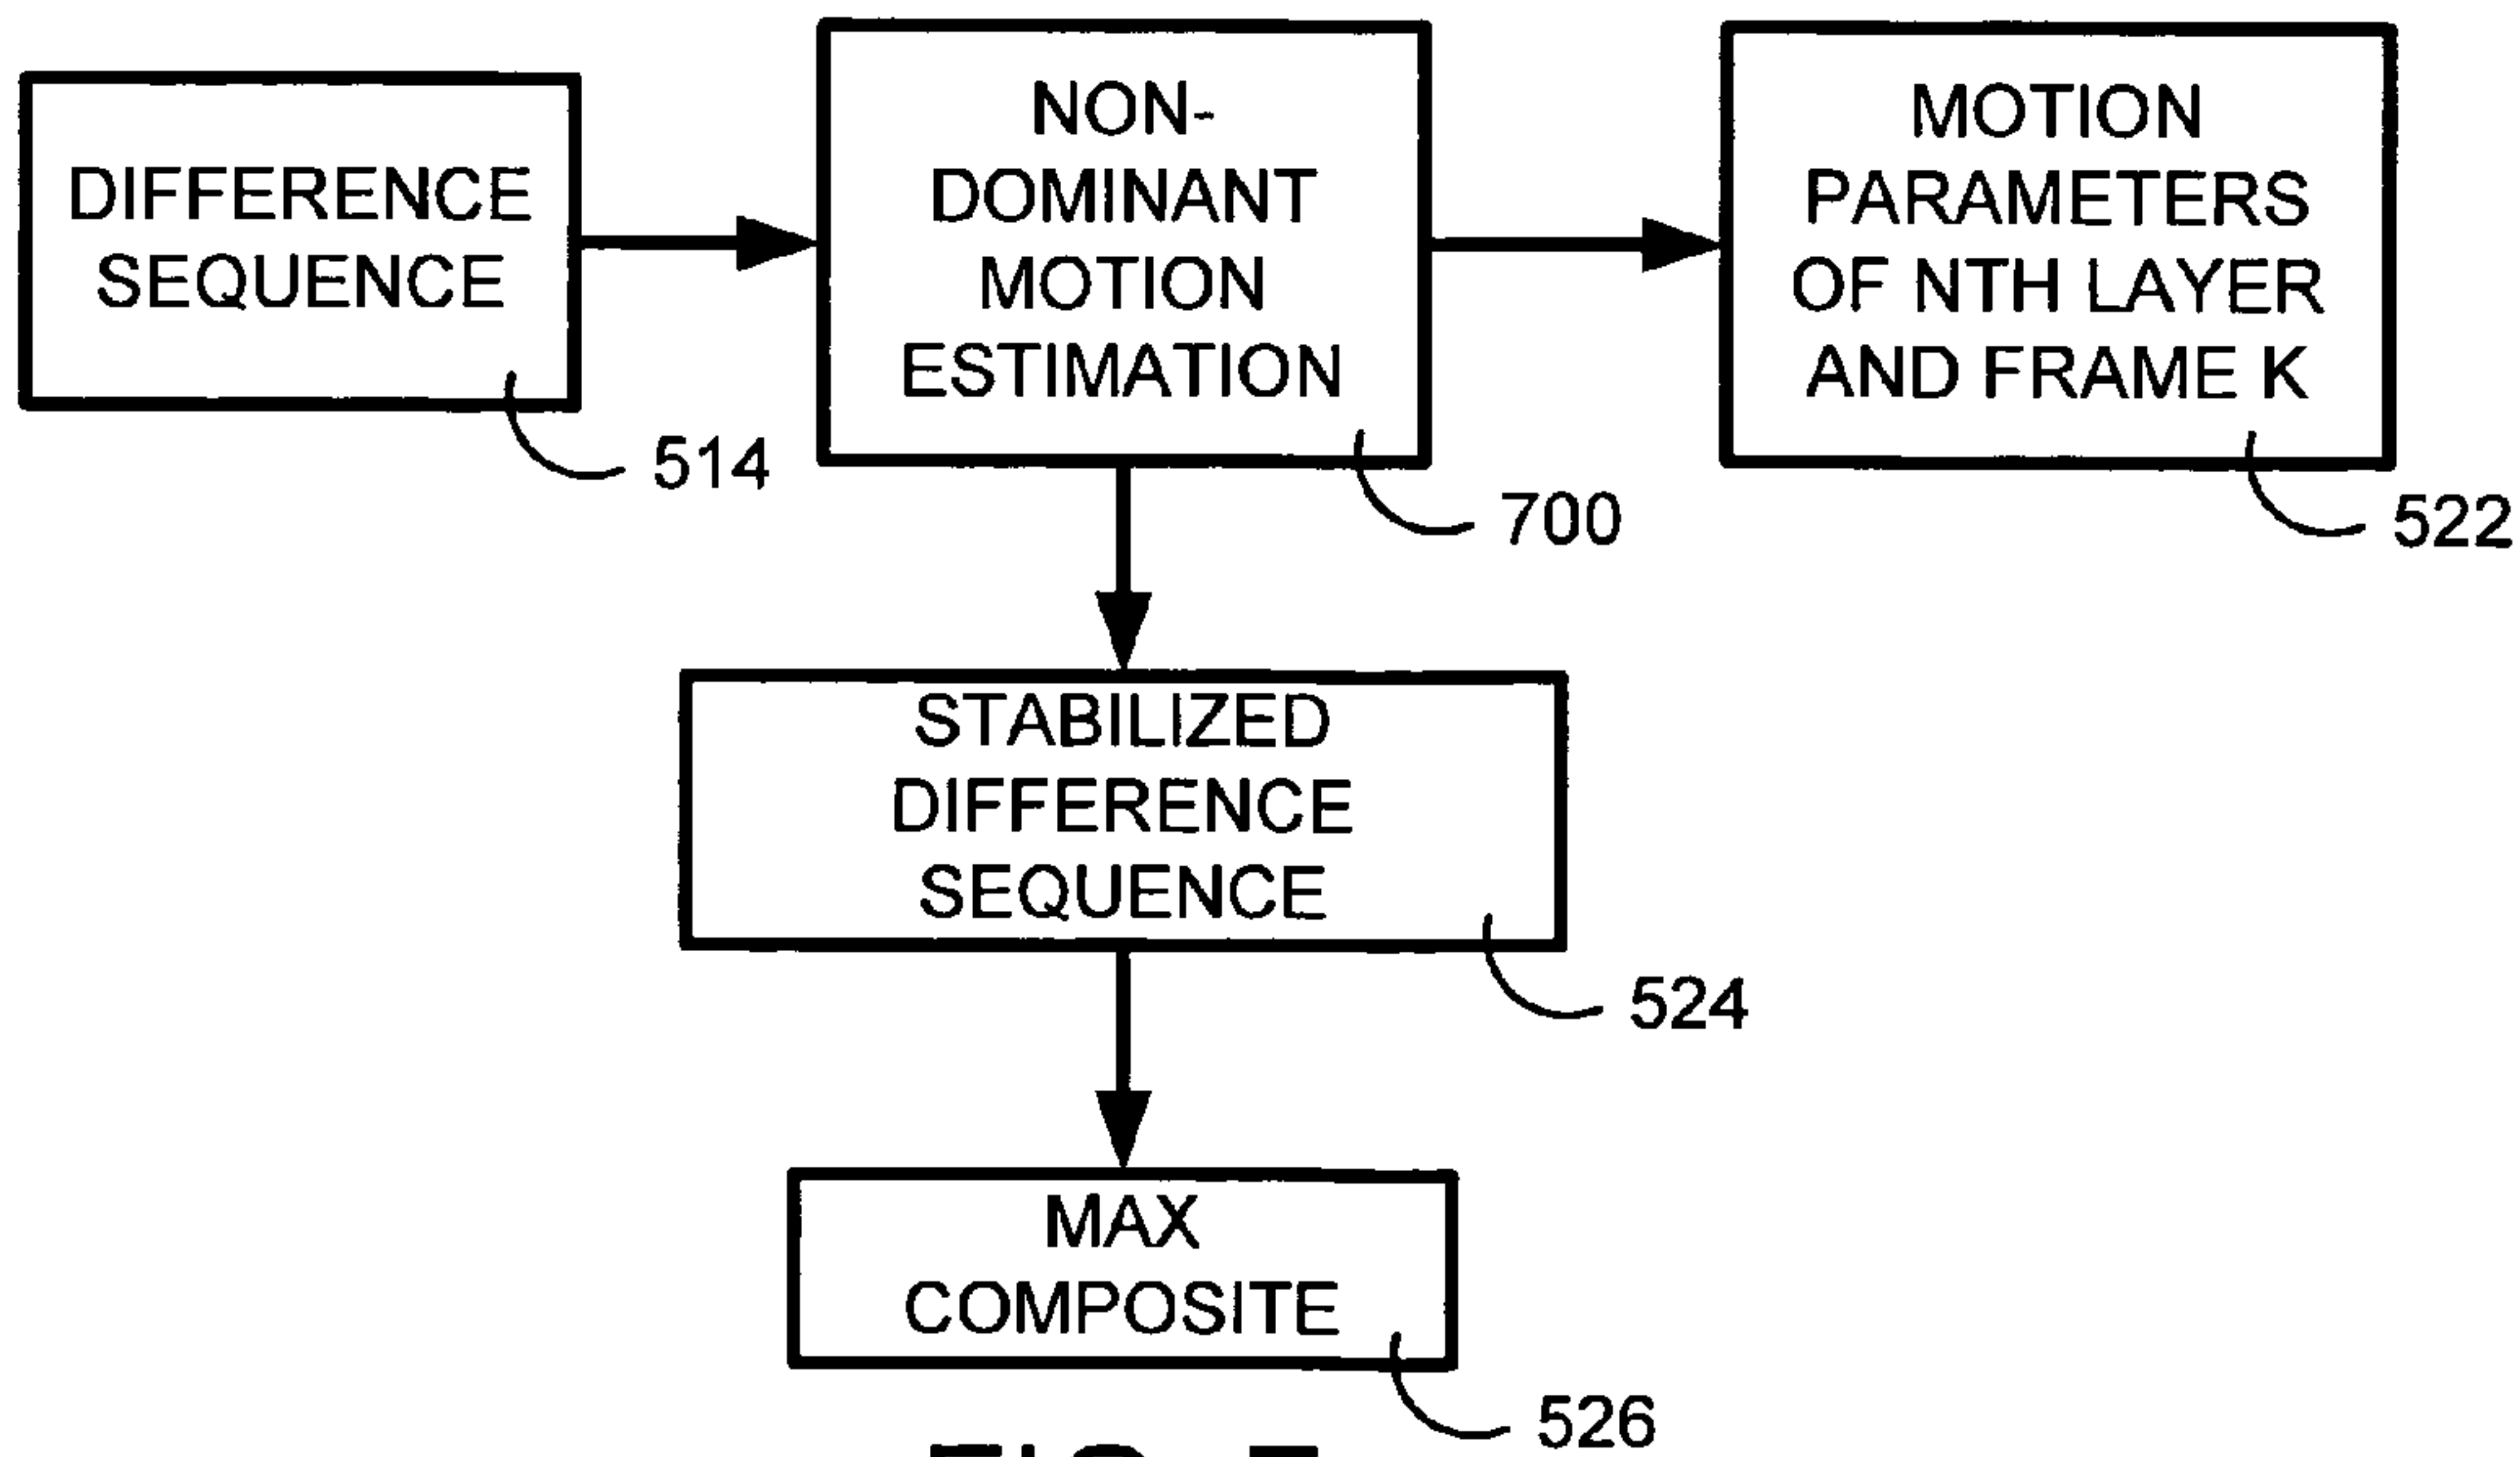 DIFFERENCE
SEQUENCE
514
NON-
DOMINANT
MOTION
ESTIMATION
700
MOTION
PARAMETERS
OF NTH LAYER
AND FRAME K
522
STABILIZED
DIFFERENCE
SEQUENCE
524
MAX
COMPOSITE
526